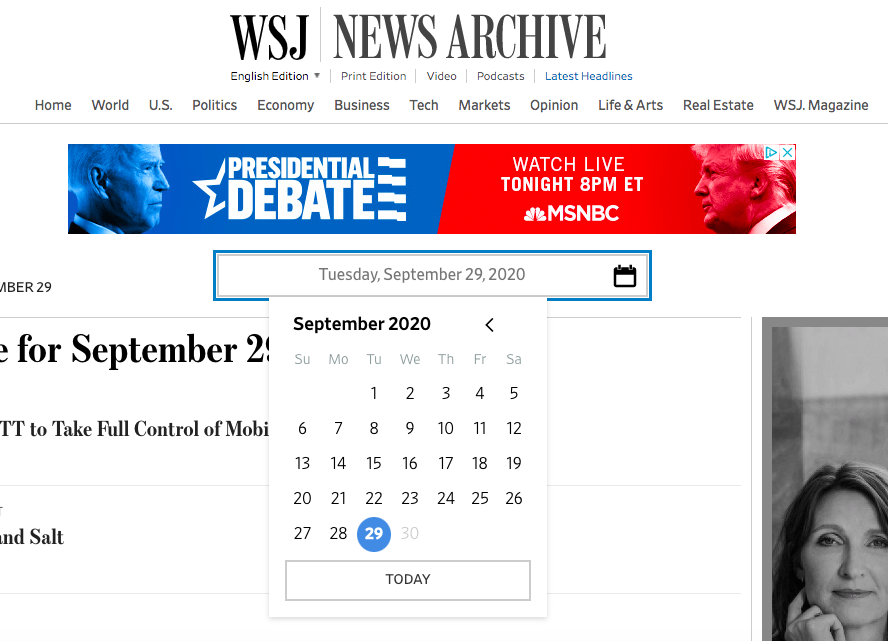 WSJ NEWS ARCHIVE
English Edition ▼ Print Edition Video Podcasts Latest Headlines
Home World U.S. Politics Economy Business Tech Markets Opinion Life & Arts Real Estate WSJ. Magazine
PRESIDENTIAL
DEBATE
WATCH LIVE
TONIGHT 8PM ET
MSNBC
Tuesday, September 29, 2020
MBER 29
September 2020
e for September 29
Su Mo Tu We Th Fr Sa
1 2 3 4 5
TT to Take Full Control of Mobi
6 7 8 9 10 11 12
13 14 15 16 17 18 19
20 21 22 23 24 25 26
and Salt
27 28 29 30
TODAY